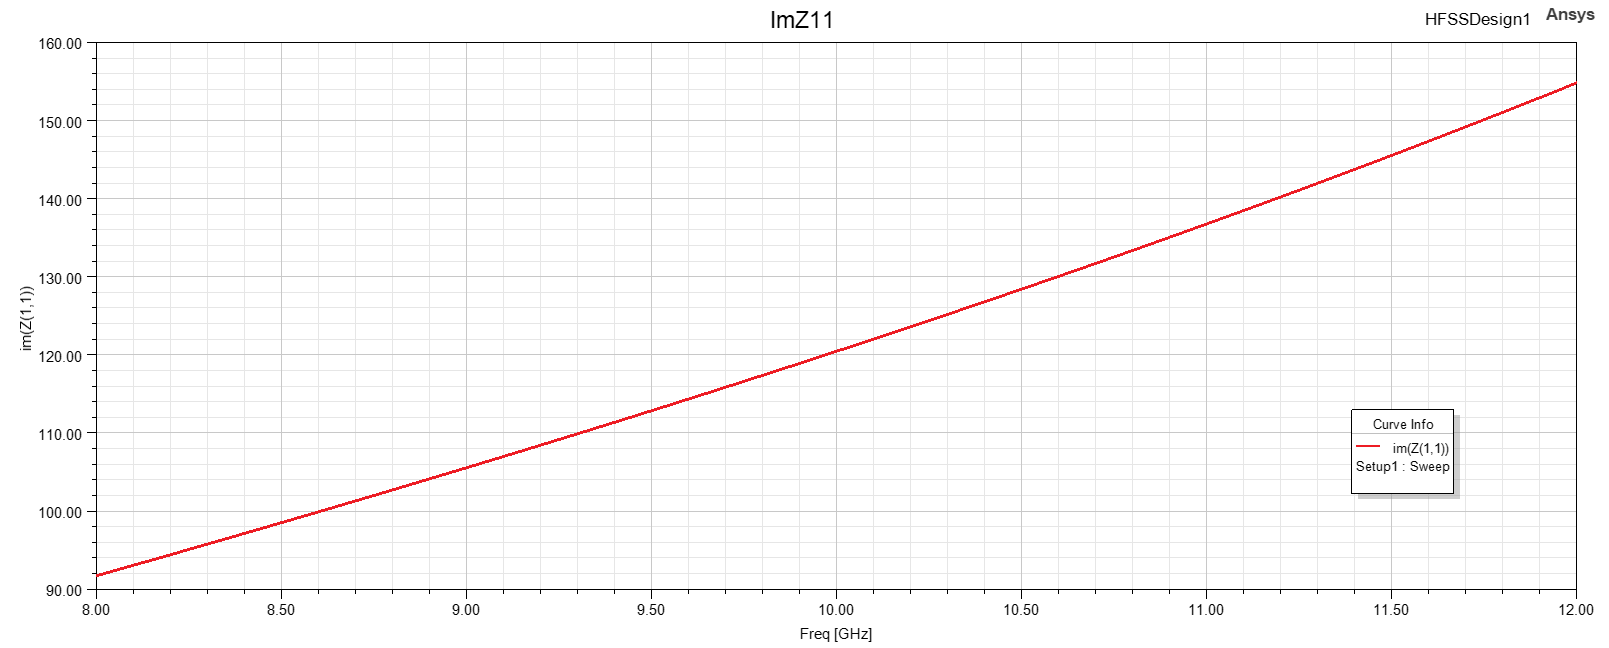 ImZ11
HFSSDesign1 Ansys
160.00
150.00
140.00
130.00
120.00
110.00
100.00
90.00
im(Z(1,1))
8.00 8.50 9.00 9.50 10.00 10.50 11.00 11.50 12.00
Freq [GHz]
Curve Info
im(Z(1,1))
Setup1 : Sweep